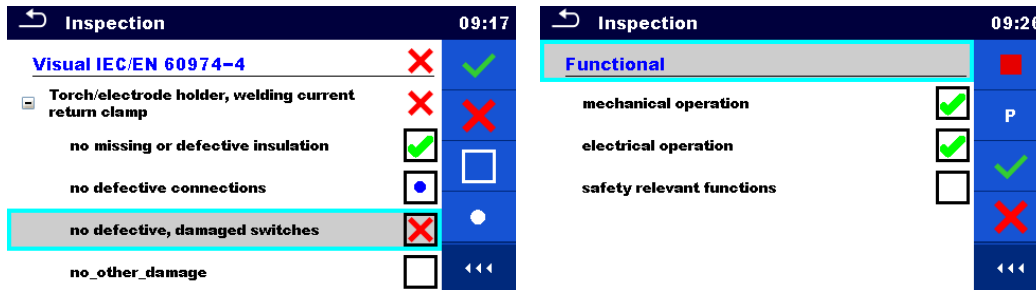 Inspection 09:17
Visual IEC/EN 60974-4
Torch/electrode holder, welding current
return clamp
no missing or defective insulation
no defective connections
no defective, damaged switches
no_other_damage
Inspection 09:26
Functional
mechanical operation
P
electrical operation
safety relevant functions